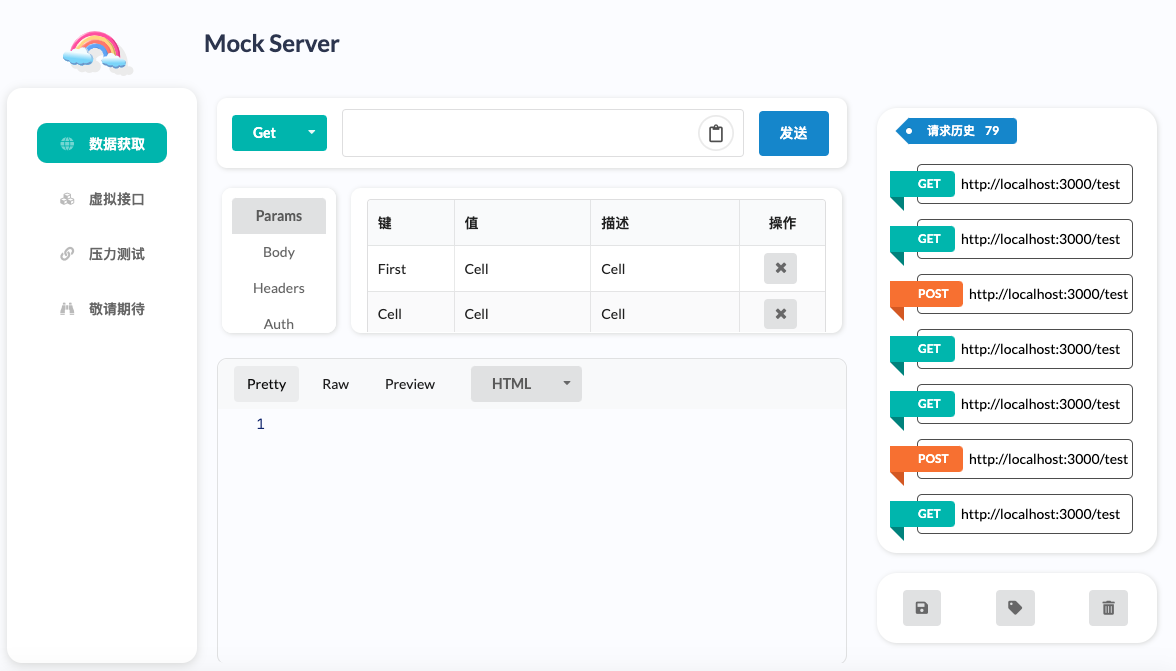 Mock Server
数据获取
虚拟接口
压力测试
敬请期待
Get
发送
Params
Body
Headers
Auth
键 值 描述 操作
First Cell Cell
Cell Cell Cell
Pretty Raw Preview HTML
1
请求历史 79
GET http://localhost:3000/test
GET http://localhost:3000/test
POST http://localhost:3000/test
GET http://localhost:3000/test
GET http://localhost:3000/test
POST http://localhost:3000/test
GET http://localhost:3000/test